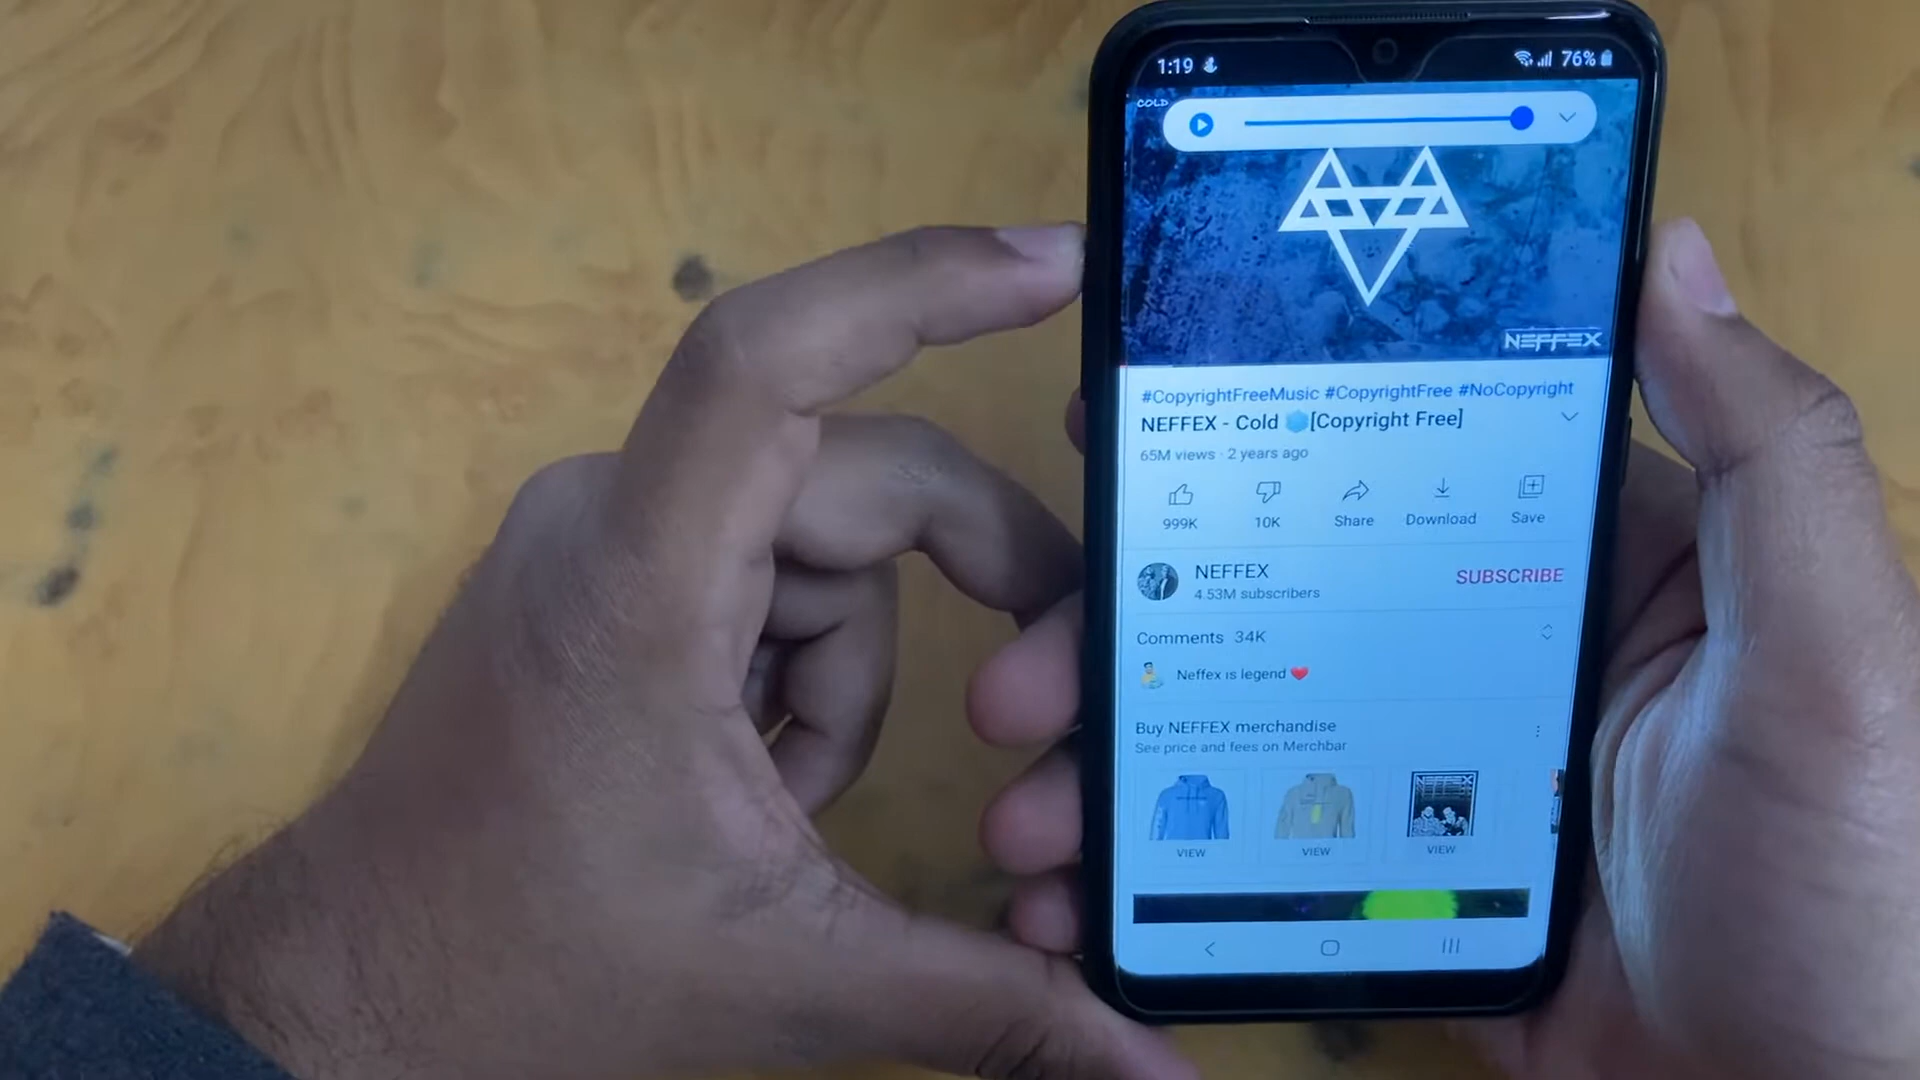 1:19
76%
COLD
NEFFEX
#CopyrightFreeMusic #CopyrightFree #NoCopyright
NEFFEX - Cold [Copyright Free]
65M views · 2 years ago
999K
10K
Share
Download
Save
NEFFEX
4.53M subscribers
SUBSCRIBE
Comments 34K
Neffex is legend ❤️
Buy NEFFEX merchandise
See price and fees on Merchbar
NEFFEX
VIEW
VIEW
VIEW